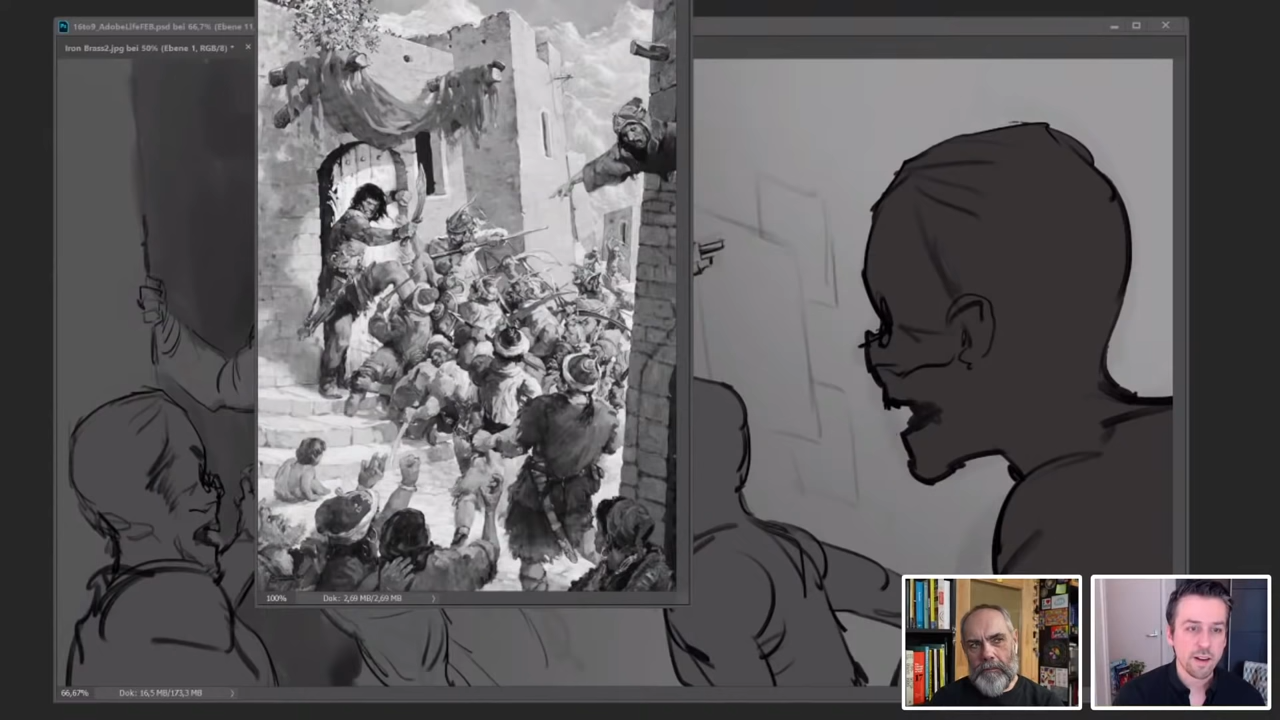 16to9_AdobeLifeFEB.psd bei 66,7% (Ebene 11,
Iron Brass2.jpg bei 50% (Ebene 1, RGB/8) *
100%
Dok: 2,69 MB/2,69 MB
66,67%
Dok: 16,5 MB/173,3 MB